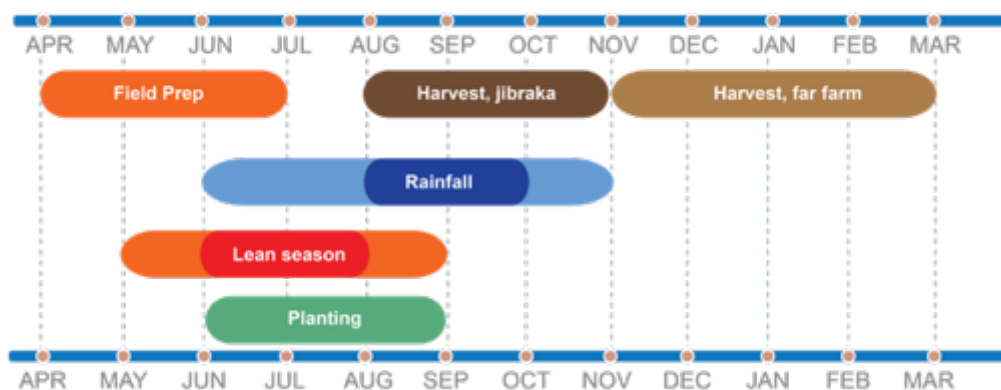 APR MAY JUN JUL AUG SEP OCT NOV DEC JAN FEB MAR
Field Prep Harvest, jibraka Harvest, far farm
Rainfall
Lean season
Planting
APR MAY JUN JUL AUG SEP OCT NOV DEC JAN FEB MAR